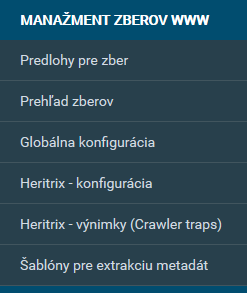 MANAŽMENT ZBEROV WWW
Predlohy pre zber
Prehľad zberov
Globálna konfigurácia
Heritrix - konfigurácia
Heritrix - výnimky (Crawler traps)
Šablóny pre extrakciu metadát